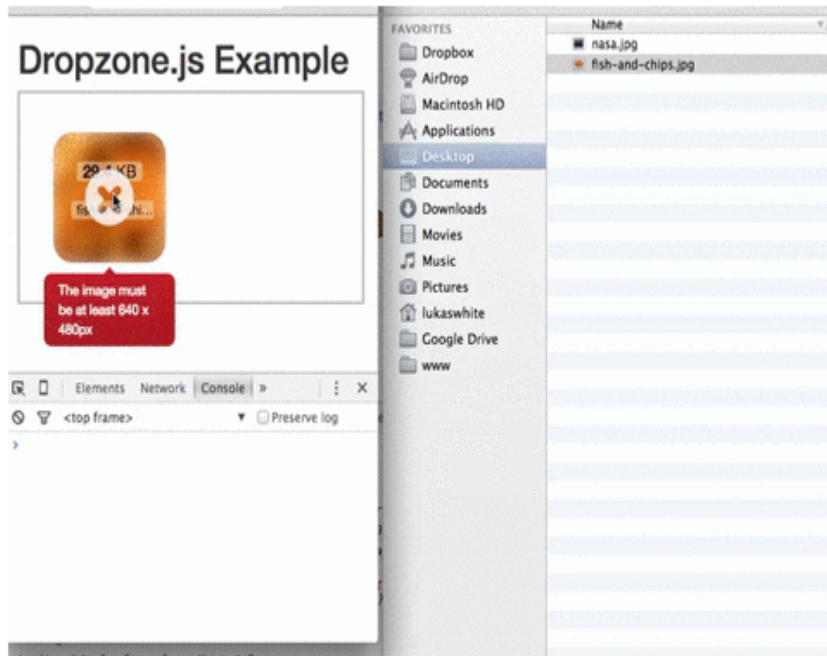 Dropzone.js Example
KB
The image must
be at least 640 x
480px
Elements Network Console »
<top frame> Preserve log
FAVORITES
Dropbox
AirDrop
Macintosh HD
Applications
Desktop
Documents
Downloads
Movies
Music
Pictures
lukaswhite
Google Drive
www
Name
nasa.jpg
fish-and-chips.jpg